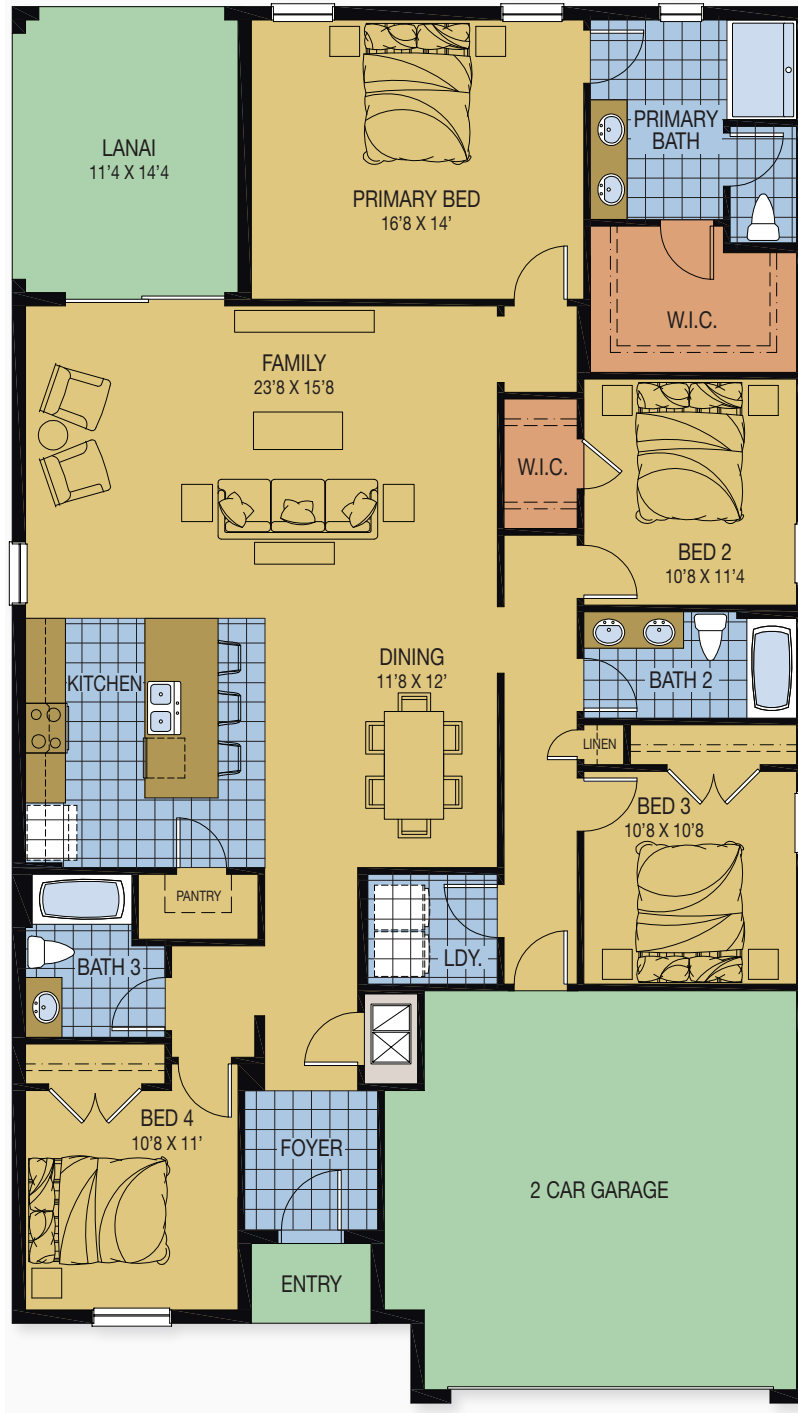 LANAI
11'4 X 14'4
PRIMARY BED
16'8 X 14'
PRIMARY
BATH
W.I.C.
FAMILY
23'8 X 15'8
W.I.C.
BED 2
10'8 X 11'4
KITCHEN
DINING
11'8 X 12'
BATH 2
LINEN
BED 3
10'8 X 10'8
PANTRY
BATH 3
LDY.
BED 4
10'8 X 11'
FOYER
2 CAR GARAGE
ENTRY